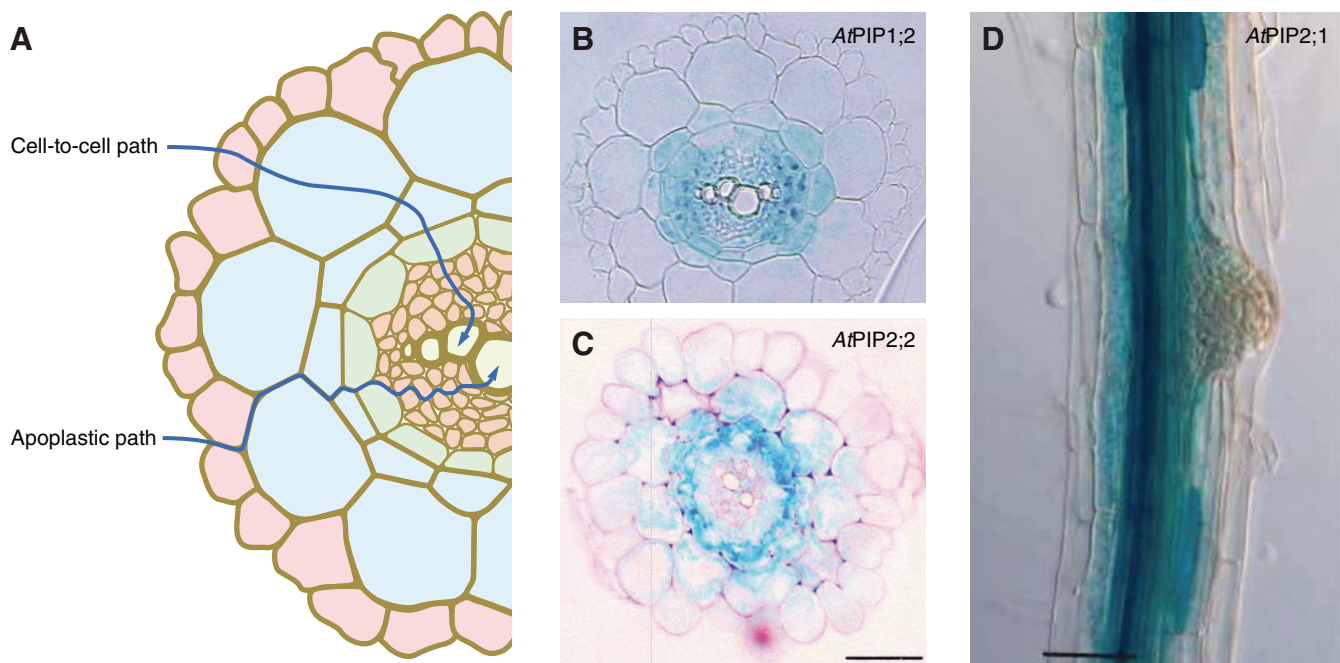 A
Cell-to-cell path
Apoplastic path
B
AtPIP1;2
C
AtPIP2;2
D
AtPIP2;1